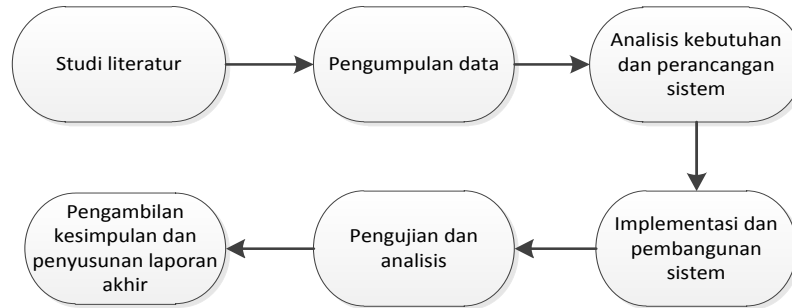 Studi literatur
Pengumpulan data
Analisis kebutuhan
dan perancangan
sistem
Implementasi dan
pembangunan
sistem
Pengujian dan
analisis
Pengambilan
kesimpulan dan
penyusunan laporan
akhir